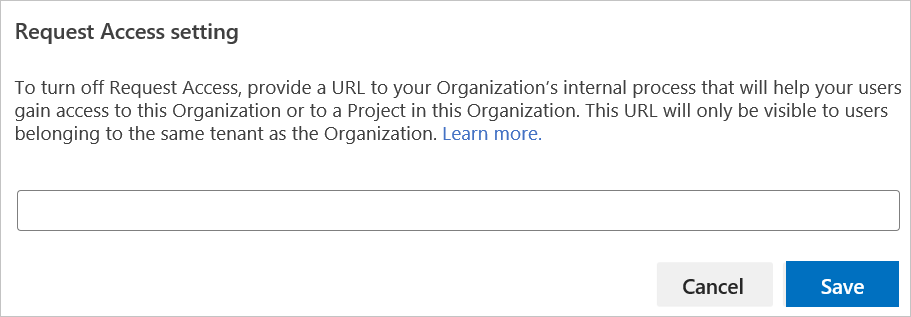 Request Access setting
To turn off Request Access, provide a URL to your Organization’s internal process that will help your users
gain access to this Organization or to a Project in this Organization. This URL will only be visible to users
belonging to the same tenant as the Organization. Learn more.
Cancel Save